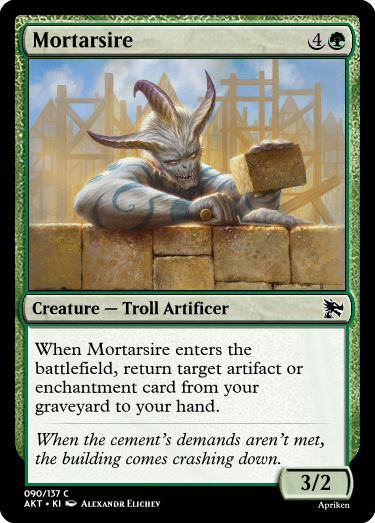 Mortarsire 4
Creature — Troll Artificer
When Mortarsire enters the
battlefield, return target artifact or
enchantment card from your
graveyard to your hand.
When the cement's demands aren't met,
the building comes crashing down.
3/2
090/137 C
AKT • KI Alexandr Elichev
Apriken